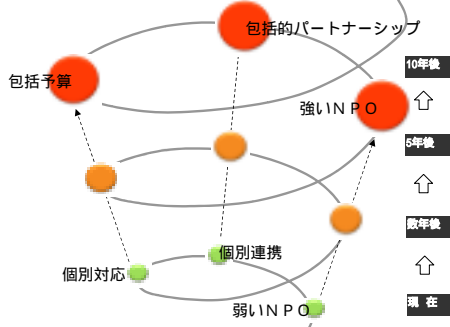 包括的パートナーシップ
10年後
包括予算
強いＮＰＯ
5年後
数年後
個別連携
個別対応
現 在
弱いＮＰＯ